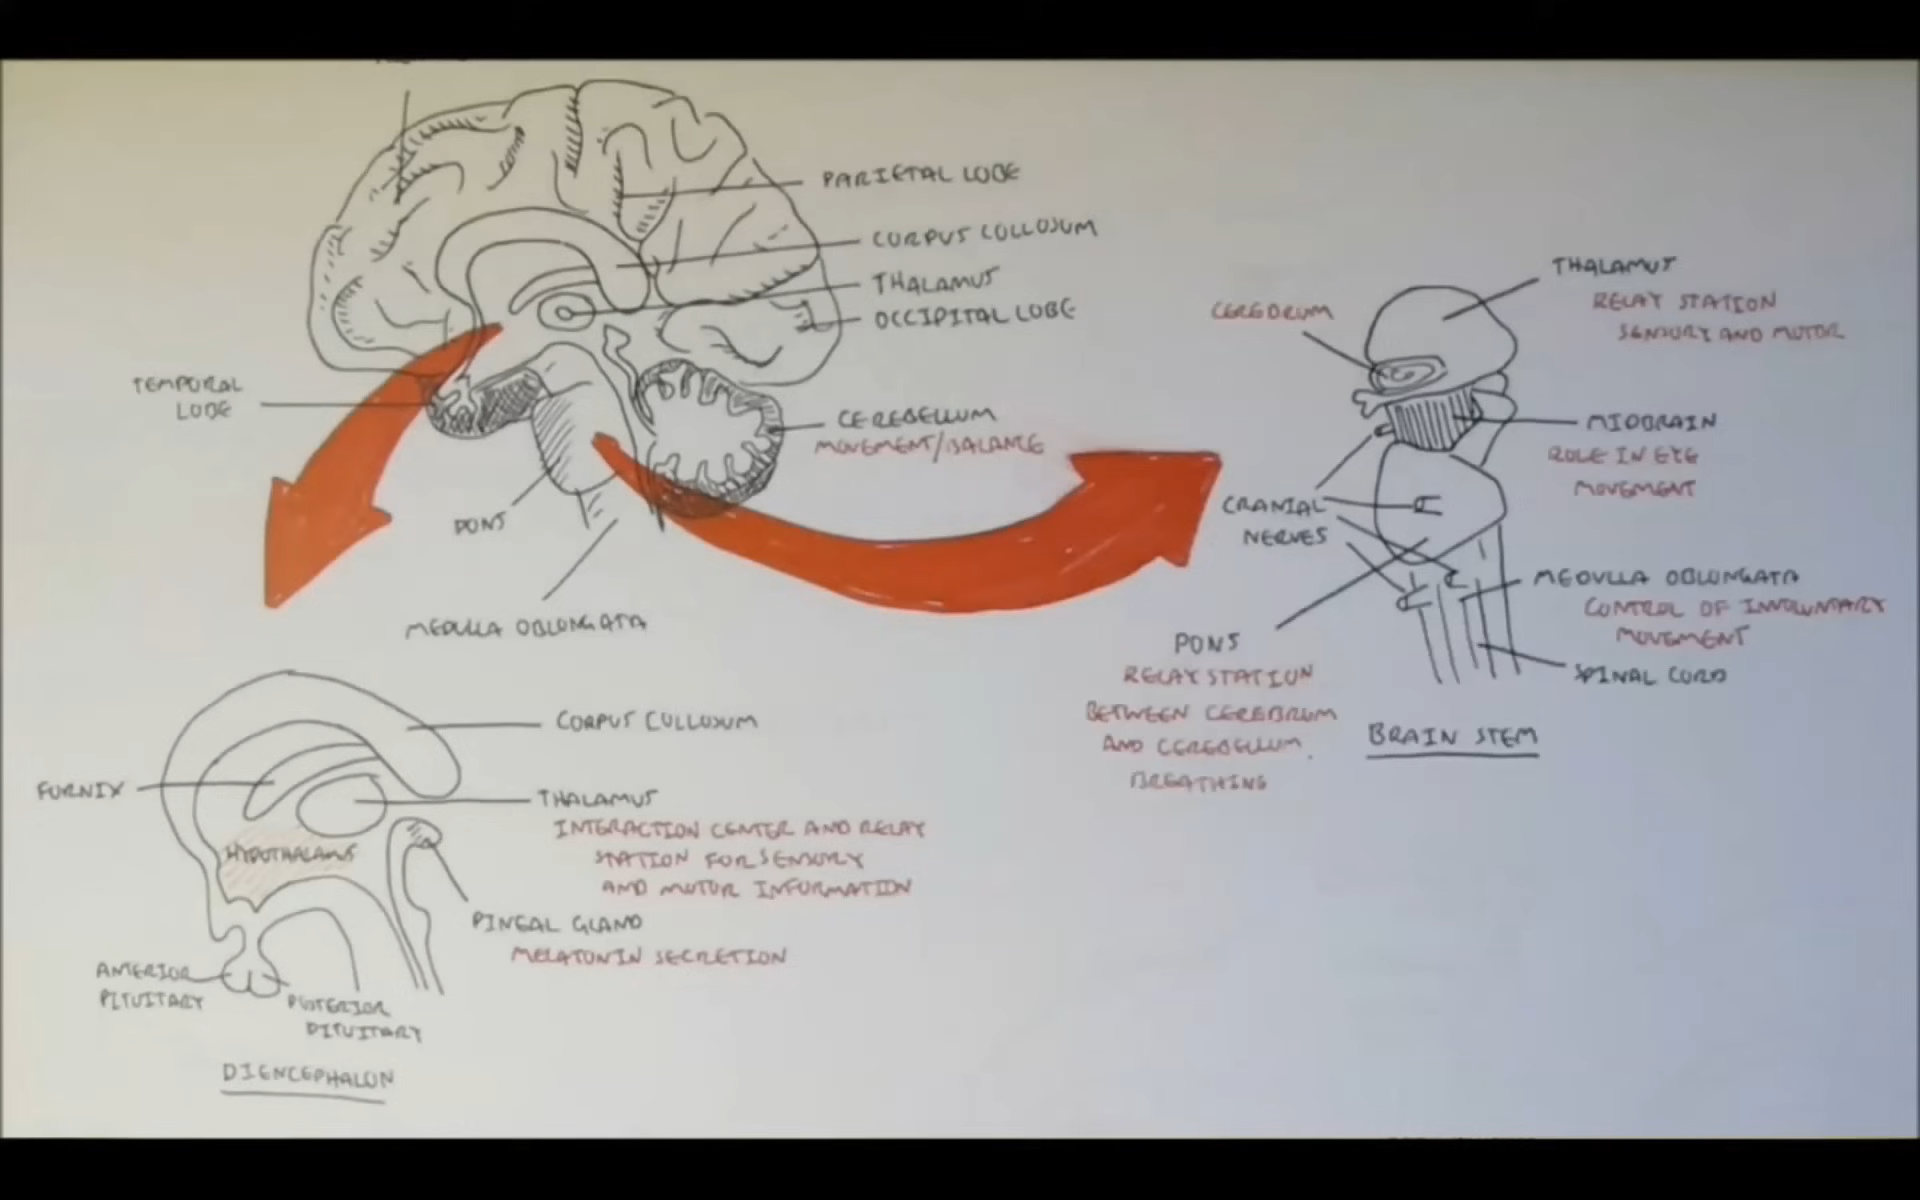 PARIETAL LOBE
CORPUS COLLOSUM
THALAMUS
OCCIPITAL LOBE
TEMPORAL
LOBE
CEREBELLUM
MOVEMENT/BALANCE
PONS
MEDULLA OBLONGATA
CORPUS COLLOSUM
FORNIX
THALAMUS
INTERACTION CENTER AND RELAY
STATION FOR SENSORY
AND MOTOR INFORMATION
HYPOTHALAMUS
PINEAL GLAND
MELATONIN SECRETION
ANTERIOR
PITUITARY
POSTERIOR
PITUITARY
DIENCEPHALON
THALAMUS
RELAY STATION
SENSORY AND MOTOR
CEREBRUM
MIDBRAIN
ROLE IN EYE
MOVEMENT
CRANIAL
NERVES
MEDULLA OBLONGATA
CONTROL OF INVOLUNTARY
MOVEMENT
SPINAL CORD
PONS
RELAY STATION
BETWEEN CEREBRUM
AND CEREBELLUM.
BREATHING
BRAIN STEM